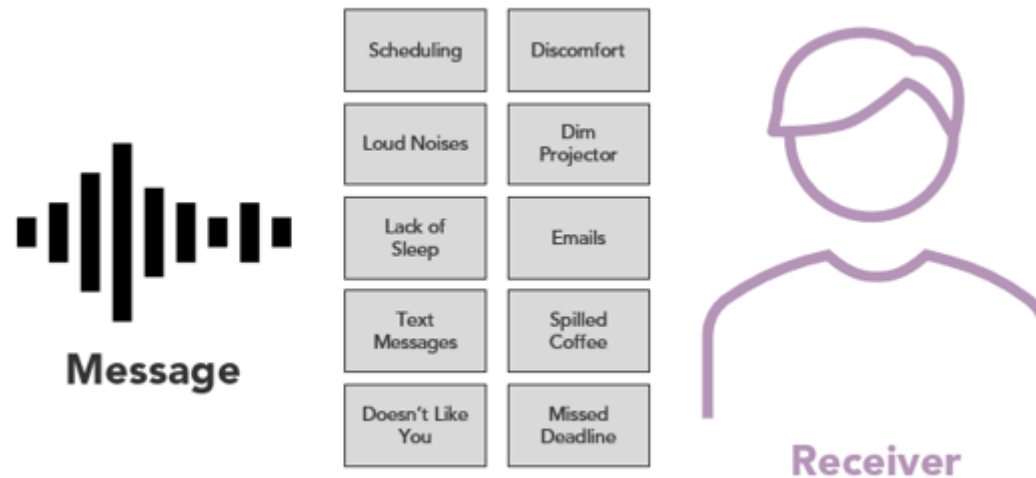 Message
Scheduling
Discomfort
Loud Noises
Dim
Projector
Lack of
Sleep
Emails
Text
Messages
Spilled
Coffee
Doesn't Like
You
Missed
Deadline
Receiver